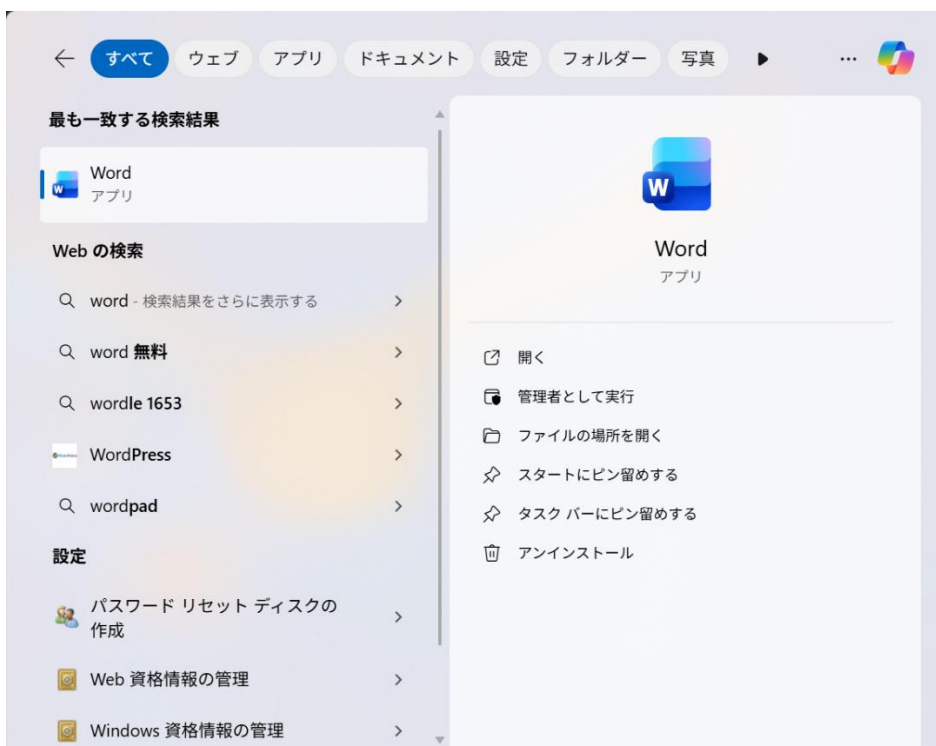 すべて ウェブ アプリ ドキュメント 設定 フォルダー 写真
最も一致する検索結果
Word
アプリ
Web の検索
word - 検索結果をさらに表示する
word 無料
wordle 1653
WordPress
wordpad
設定
パスワード リセット ディスクの
作成
Web 資格情報の管理
Windows 資格情報の管理
W
Word
アプリ
開く
管理者として実行
ファイルの場所を開く
スタートにピン留めする
タスク バーにピン留めする
アンインストール